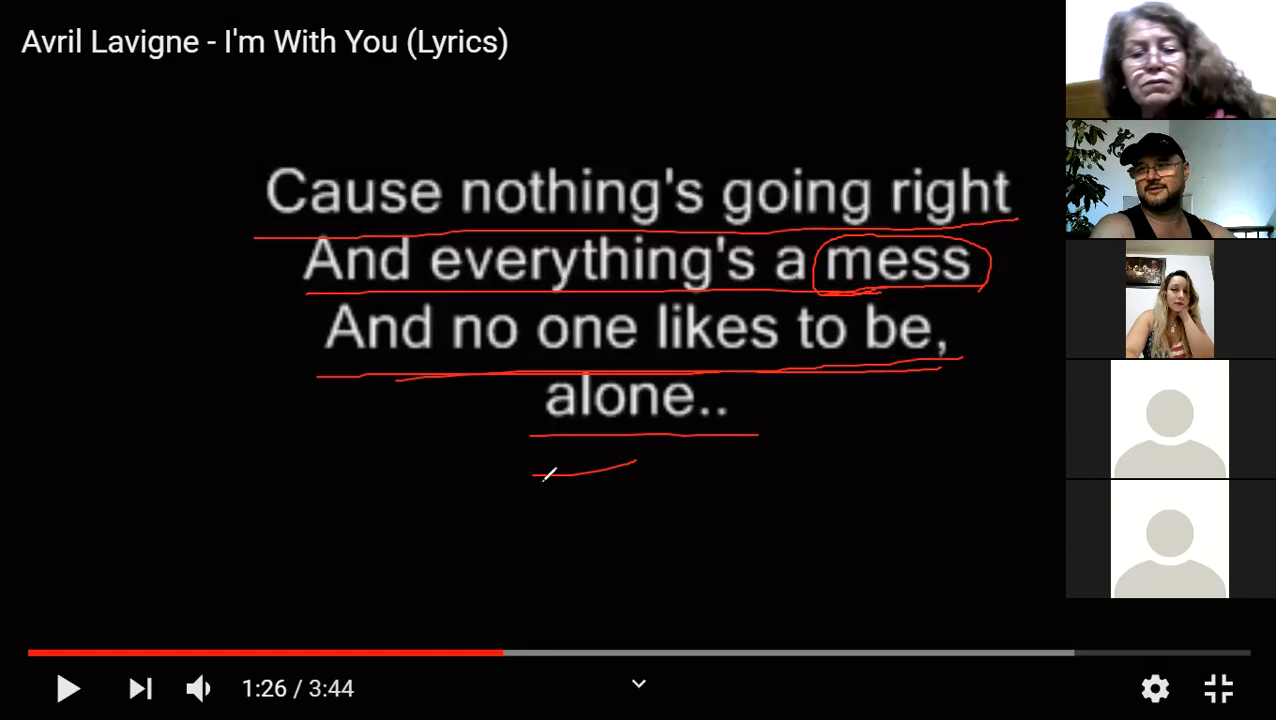 Avril Lavigne - I'm With You (Lyrics)
Cause nothing's going right
And everything's a mess
And no one likes to be,
alone..
1:26 / 3:44